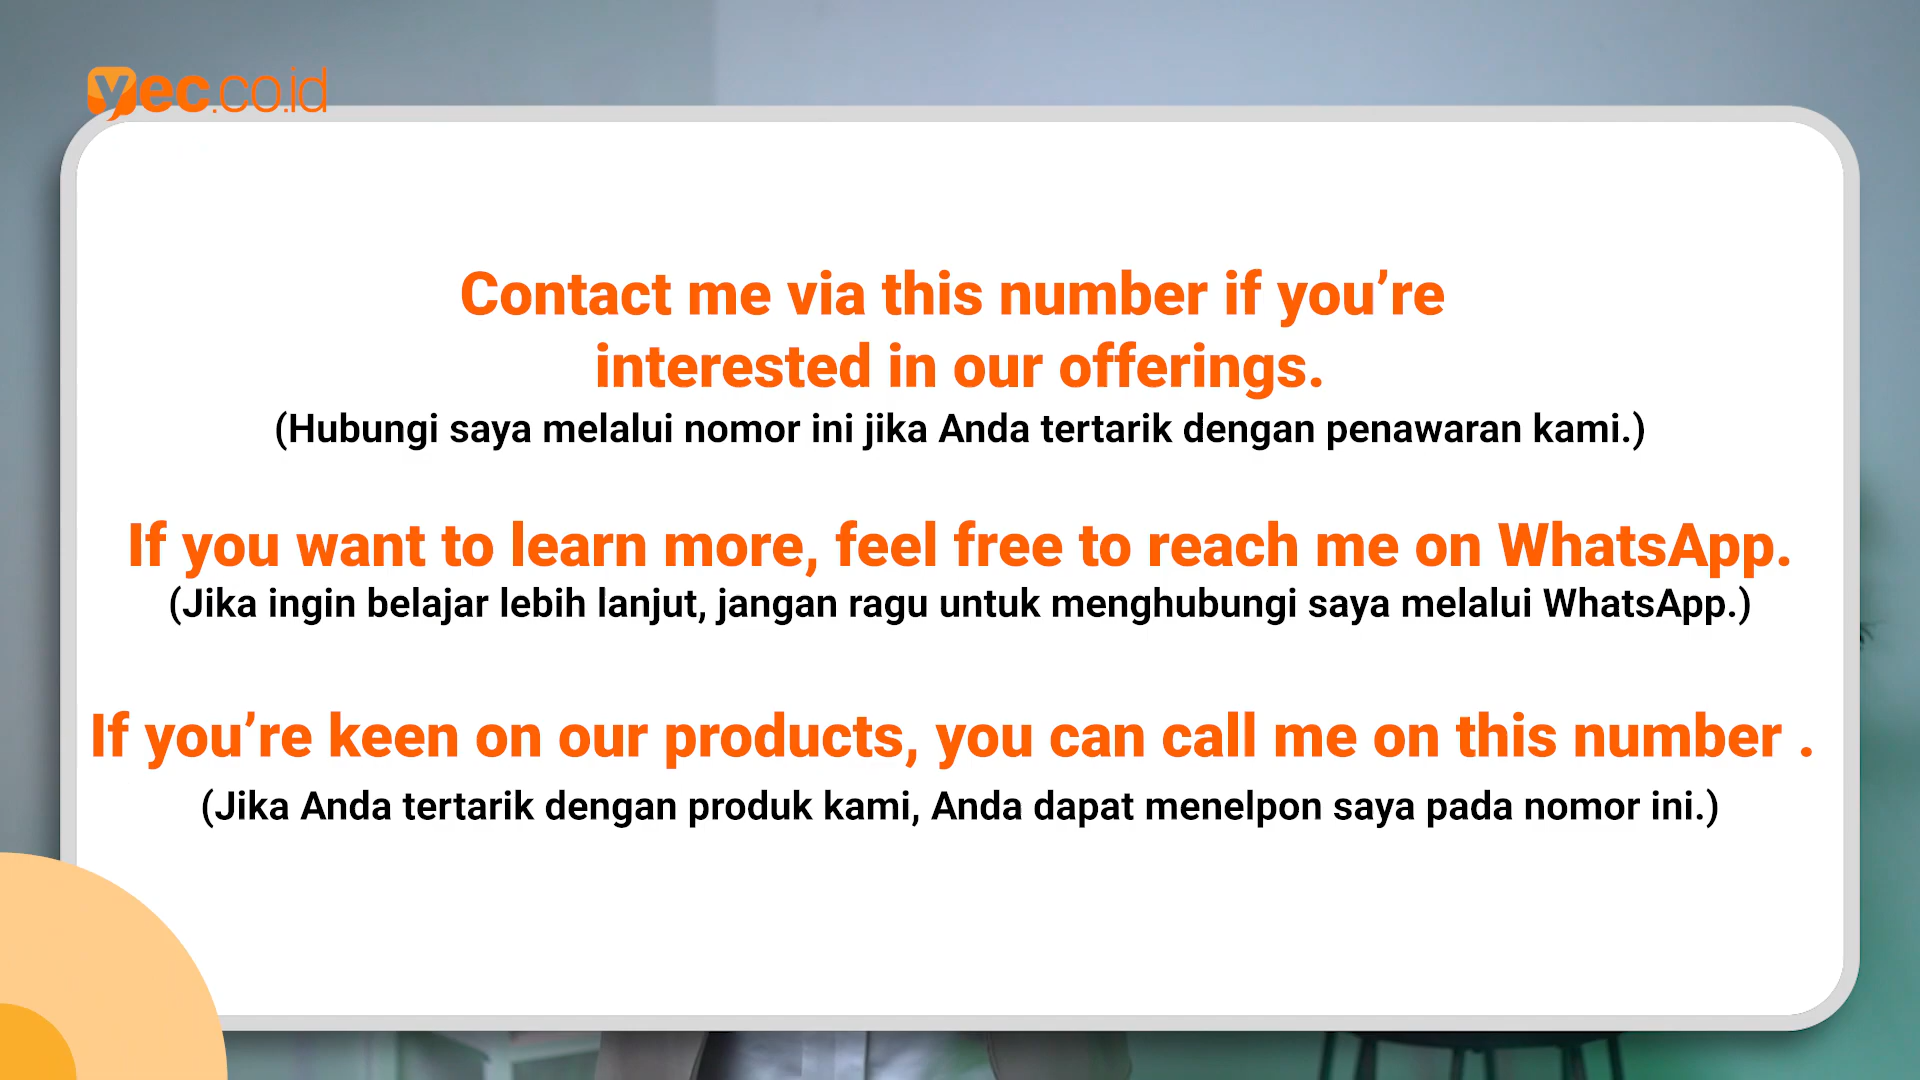 yec.co.id
Contact me via this number if you’re
interested in our offerings.
(Hubungi saya melalui nomor ini jika Anda tertarik dengan penawaran kami.)
If you want to learn more, feel free to reach me on WhatsApp.
(Jika ingin belajar lebih lanjut, jangan ragu untuk menghubungi saya melalui WhatsApp.)
If you’re keen on our products, you can call me on this number .
(Jika Anda tertarik dengan produk kami, Anda dapat menelpon saya pada nomor ini.)